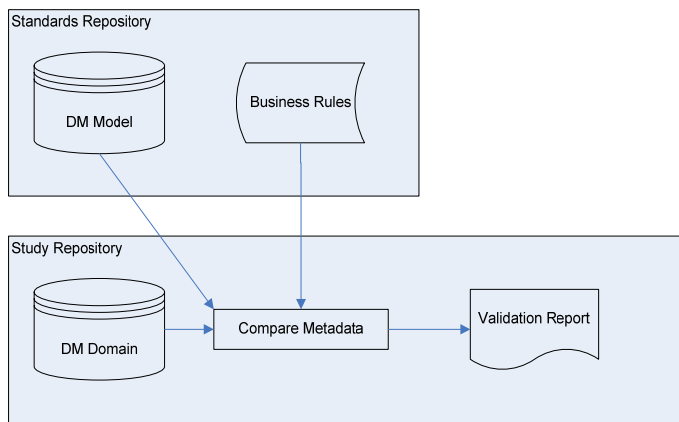 Standards Repository
DM Model
Business Rules
Study Repository
DM Domain
Compare Metadata
Validation Report